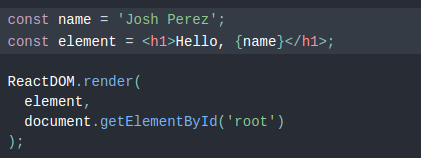 const name = 'Josh Perez';
const element = <h1>Hello, {name}</h1>;
ReactDOM.render(
  element,
  document.getElementById('root')
);